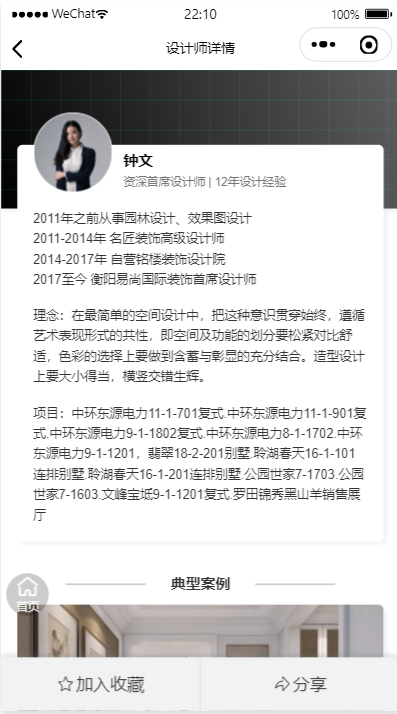 WeChat 22:10 100%
设计师详情
钟文
资深首席设计师 | 12年设计经验
2011年之前从事园林设计、效果图设计
2011-2014年 名匠装饰高级设计师
2014-2017年 自营铭楼装饰设计院
2017至今 衡阳易尚国际装饰首席设计师
理念：在最简单的空间设计中，把这种意识贯穿始终，遵循
艺术表现形式的共性，即空间及功能的划分要松紧对比舒
适，色彩的选择上要做到含蓄与彰显的充分结合。造型设计
上要大小得当，横竖交错生辉。
项目：中环东源电力11-1-701复式.中环东源电力11-1-901复
式.中环东源电力9-1-1802复式.中环东源电力8-1-1702.中环
东源电力9-1-1201，翡翠18-2-201别墅.聆湖春天16-1-101
连排别墅.聆湖春天16-1-201连排别墅.公园世家7-1703.公园
世家7-1603.文峰宝坻9-1-1201复式.罗田锦秀黑山羊销售展
厅
典型案例
首页
加入收藏 分享